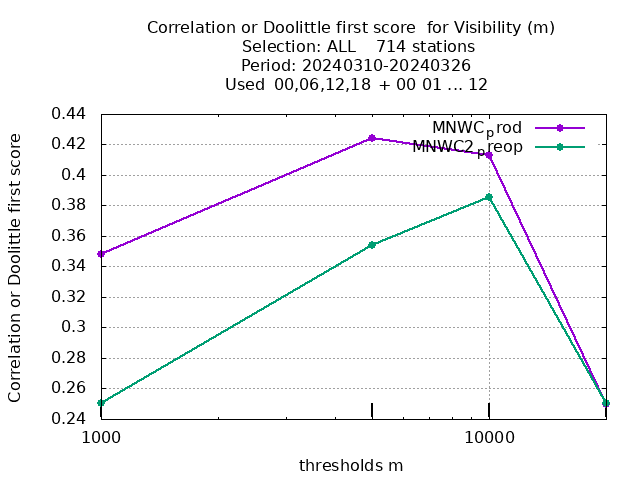 Correlation or Doolittle first score  for Visibility (m)
Selection: ALL    714 stations
Period: 20240310-20240326
Used  00,06,12,18  + 00 01 ... 12
Correlation or Doolittle first score
0.44
0.42
0.4
0.38
0.36
0.34
0.32
0.3
0.28
0.26
0.24
MNWCprod
MNWC2preop
1000
10000
thresholds m